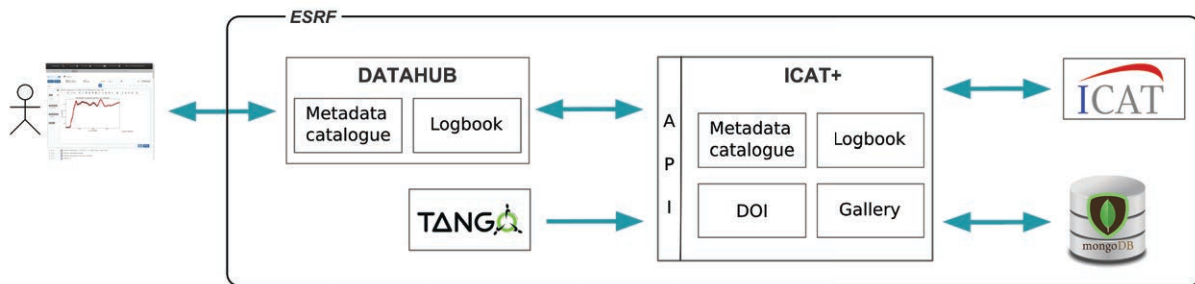 ESRF
DATAHUB
Metadata
catalogue
Logbook
TANGO
A
P
I
ICAT+
Metadata
catalogue
Logbook
DOI
Gallery
ICAT
mongoDB